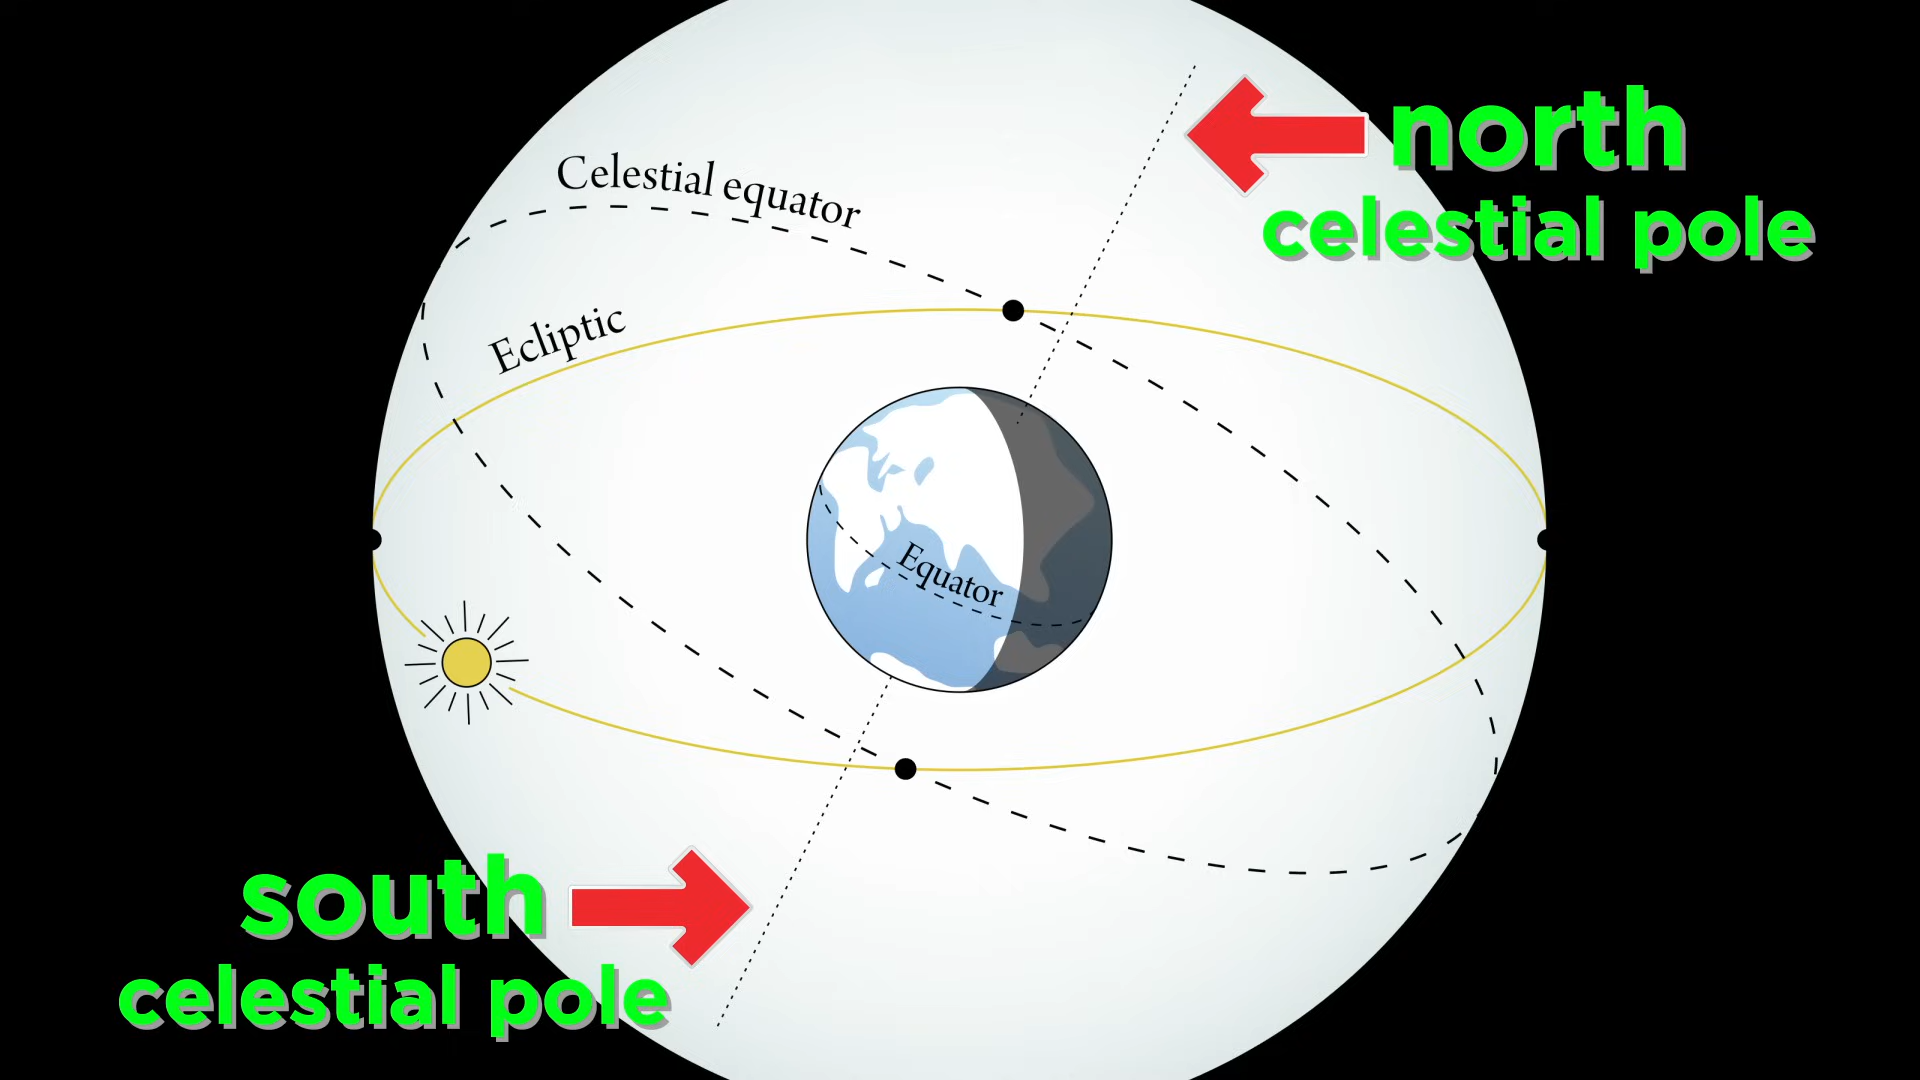 north
celestial pole
Celestial equator
Ecliptic
Equator
south
celestial pole